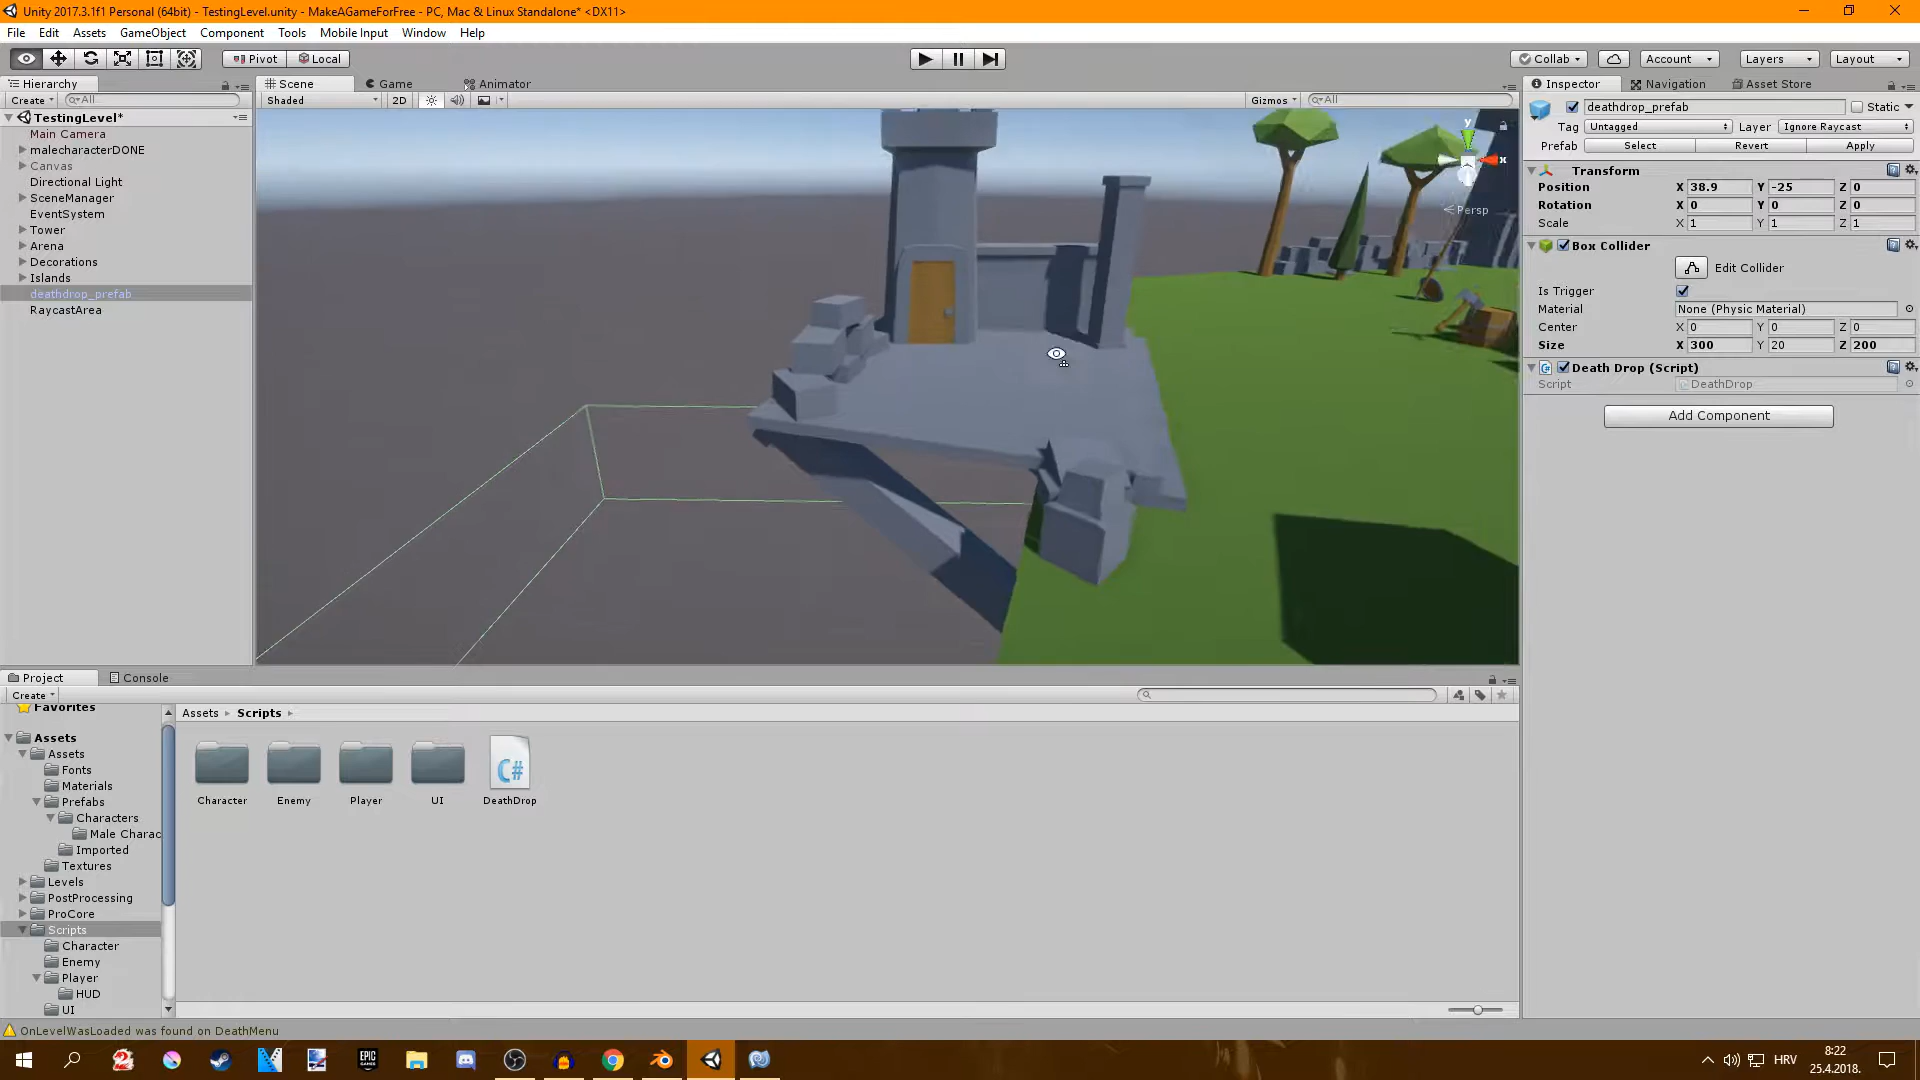 Unity 2017.3.1f1 Personal (64bit) - TestingLevel.unity - MakeAGameForFree - PC, Mac & Linux Standalone* <DX11>
File Edit Assets GameObject Component Tools Mobile Input Window Help
Pivot Local Collab Account Layers Layout
Hierarchy Scene Game Animator Inspector Navigation Asset Store
Create All Shaded 2D Gizmos All
deathdrop_prefab Static
TestingLevel*
Tag Untagged Layer Ignore Raycast
Main Camera
Prefab Select Revert Apply
malecharacterDONE
Canvas
Directional Light
SceneManager
EventSystem
Tower
Arena
Decorations
Islands
deathdrop_prefab
RaycastArea
y
x
Persp
Transform
Position X 38.9 Y -25 Z 0
Rotation X 0 Y 0 Z 0
Scale X 1 Y 1 Z 1
Box Collider
Edit Collider
Is Trigger
Material None (Physic Material)
Center X 0 Y 0 Z 0
Size X 300 Y 20 Z 200
Death Drop (Script)
Script DeathDrop
Add Component
Project Console
Create
Favorites
Assets
Assets
Fonts
Materials
Prefabs
Characters
Male Charac
Imported
Textures
Levels
PostProcessing
ProCore
Scripts
Character
Enemy
Player
HUD
UI
Assets Scripts
C#
Character Enemy Player UI DeathDrop
OnLevelWasLoaded was found on DeathMenu
EPIC GAMES
HRV
8:22
25.4.2018.